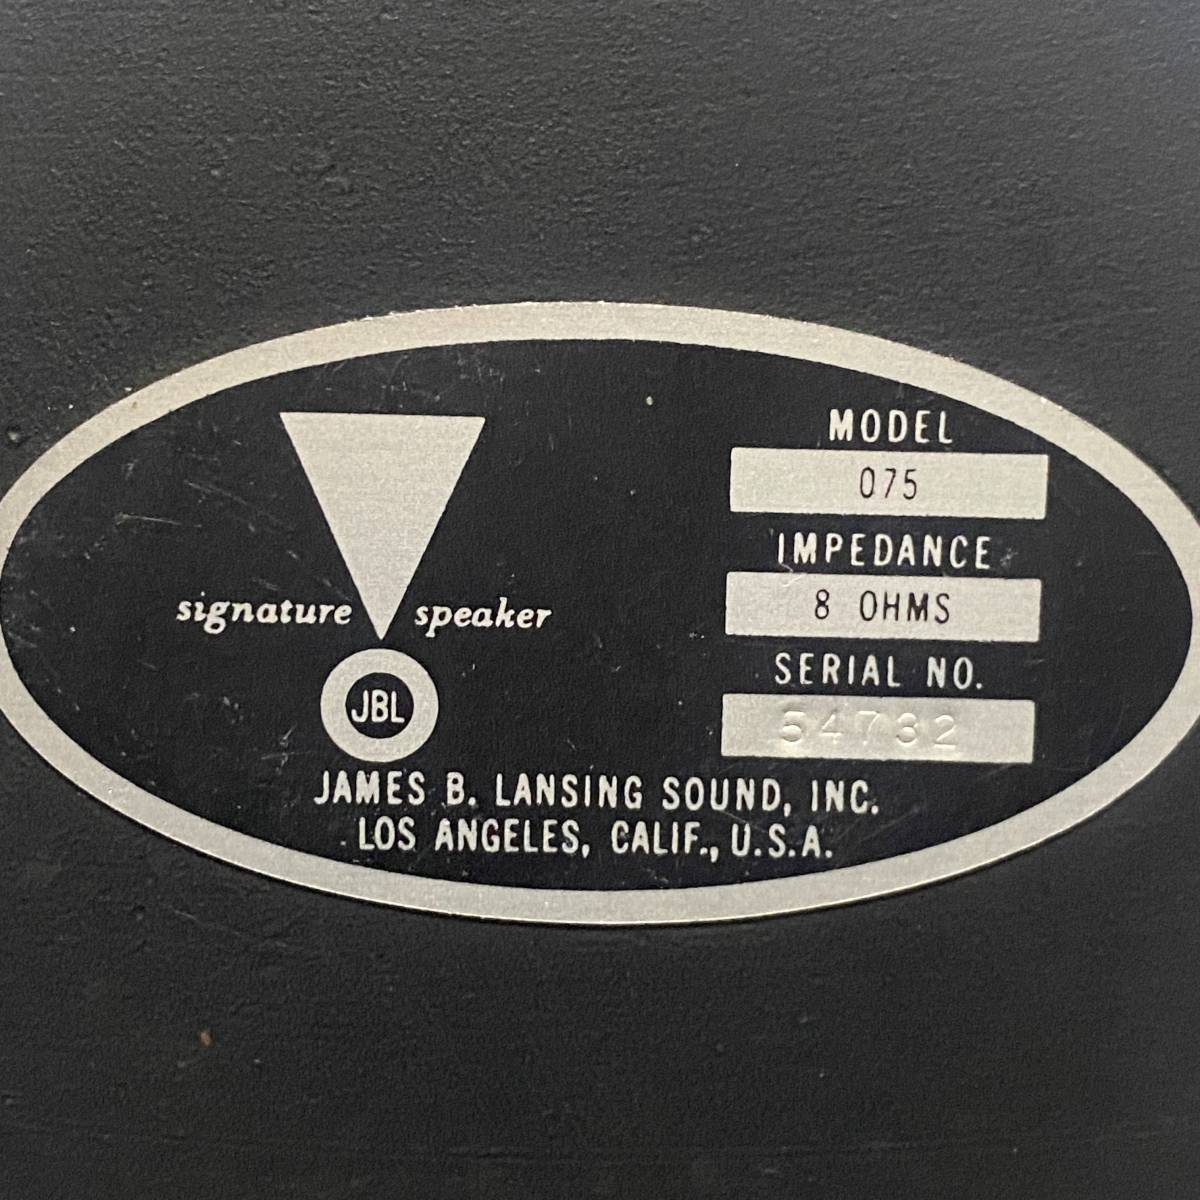 signature speaker
JBL
MODEL
075
IMPEDANCE
8 OHMS
SERIAL NO.
54732
JAMES B. LANSING SOUND, INC.
LOS ANGELES, CALIF., U.S.A.